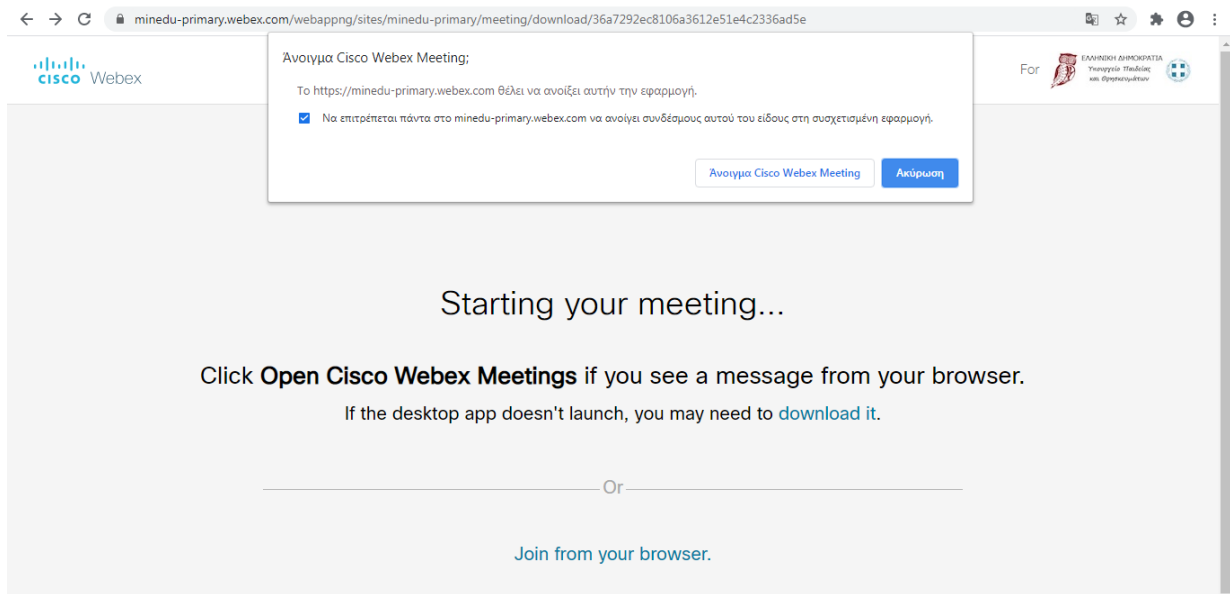 minedu-primary.webex.com/webappng/sites/minedu-primary/meeting/download/36a7292ec8106a3612e51e4c2336ad5e
Άνοιγμα Cisco Webex Meeting;
Το https://minedu-primary.webex.com θέλει να ανοίξει αυτήν την εφαρμογή.
Να επιτρέπεται πάντα στο minedu-primary.webex.com να ανοίγει συνδέσμους αυτού του είδους στη συσχετισμένη εφαρμογή.
Άνοιγμα Cisco Webex Meeting
Ακύρωση
cisco Webex
For
ΕΛΛΗΝΙΚΗ ΔΗΜΟΚΡΑΤΙΑ
Υπουργείο Παιδείας
και Θρησκευμάτων
Starting your meeting...
Click Open Cisco Webex Meetings if you see a message from your browser.
If the desktop app doesn't launch, you may need to download it.
Or
Join from your browser.